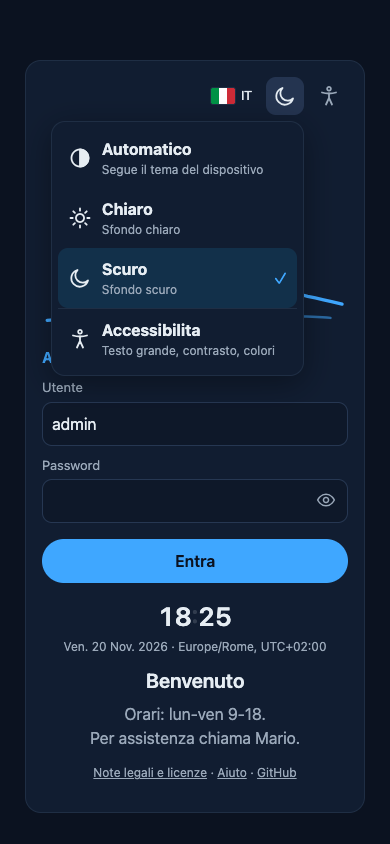 IT
Automatico
Segue il tema del dispositivo
Chiaro
Sfondo chiaro
Scuro
Sfondo scuro
Accessibilita
Testo grande, contrasto, colori
Utente
admin
Password
Entra
18:25
Ven. 20 Nov. 2026 · Europe/Rome, UTC+02:00
Benvenuto
Orari: lun-ven 9-18.
Per assistenza chiama Mario.
Note legali e licenze · Aiuto · GitHub